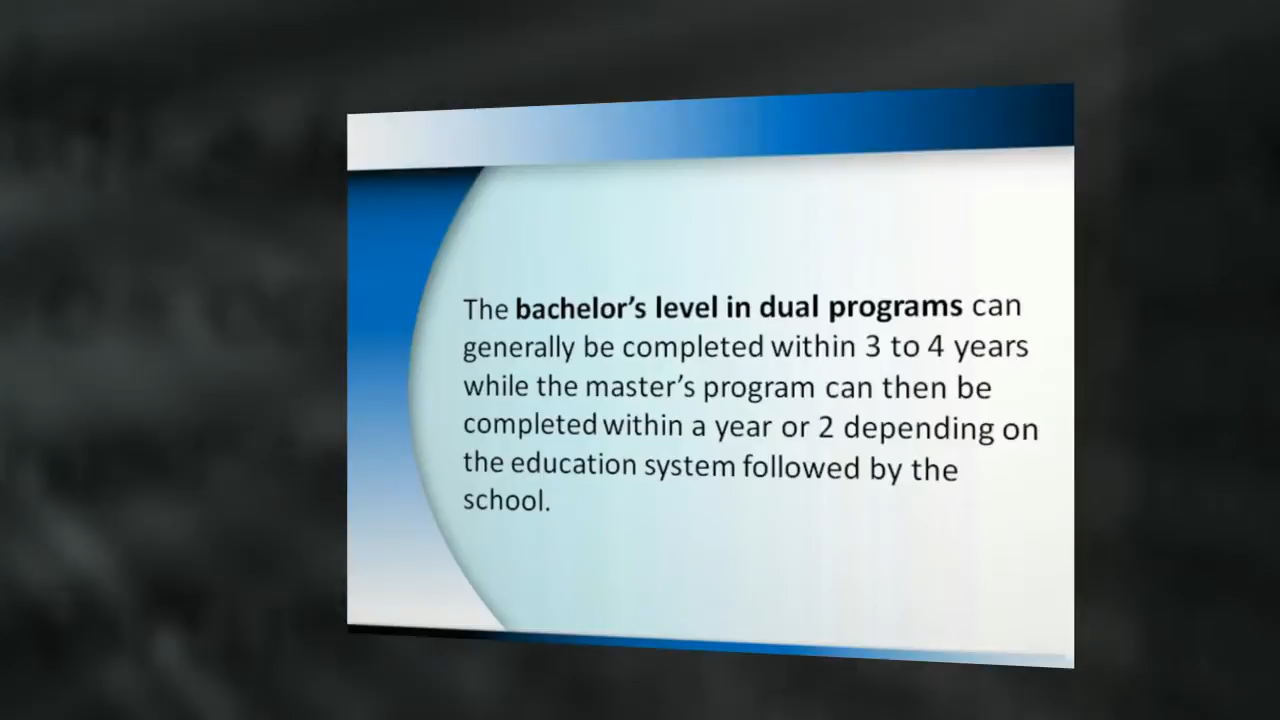 The bachelor's level in dual programs can
generally be completed within 3 to 4 years
while the master's program can then be
completed within a year or 2 depending on
the education system followed by the
school.